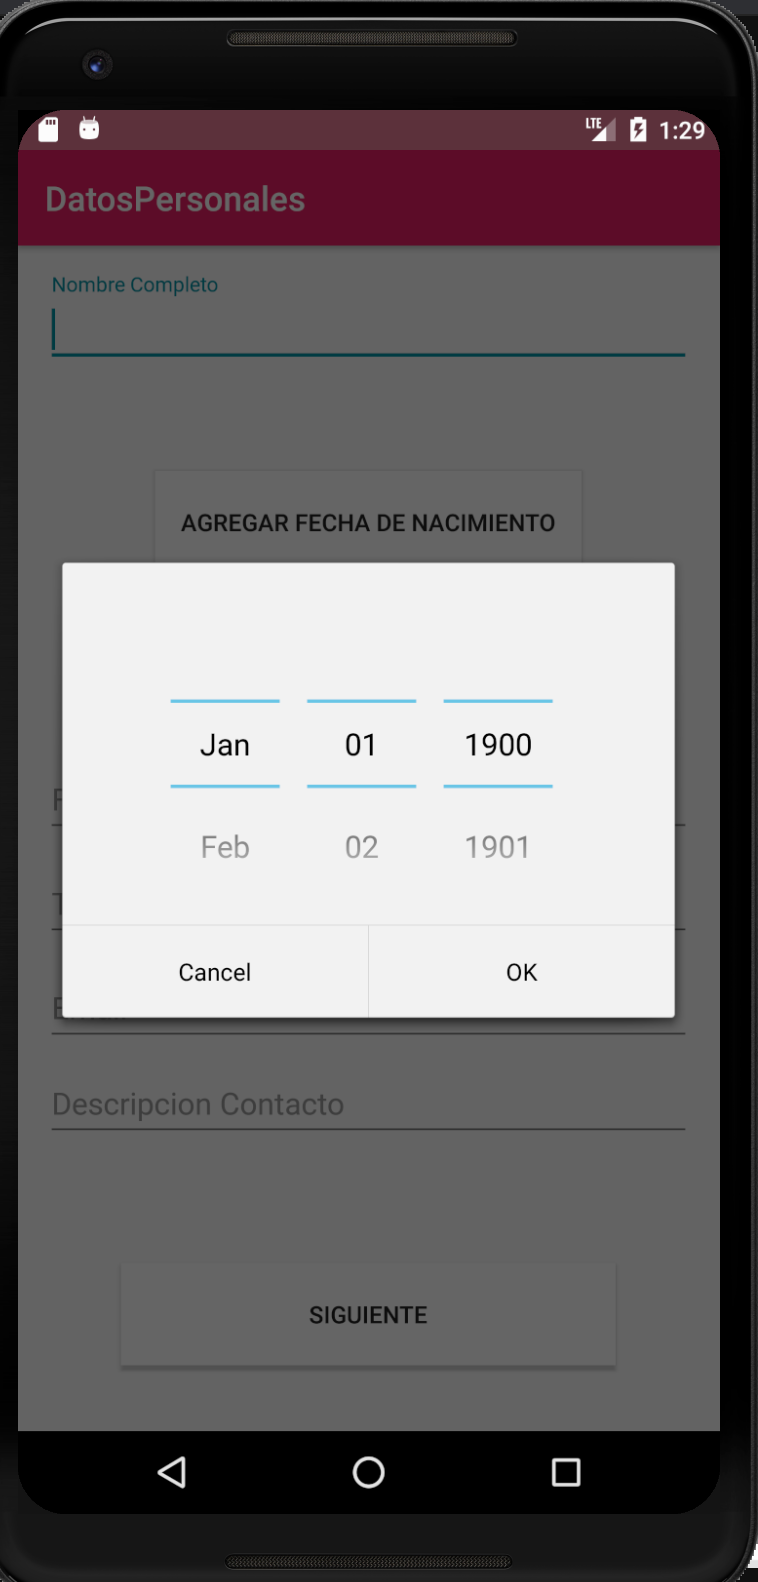 LTE 1:29
DatosPersonales
Nombre Completo
AGREGAR FECHA DE NACIMIENTO
Jan 01 1900
Feb 02 1901
Cancel OK
Descripcion Contacto
SIGUIENTE